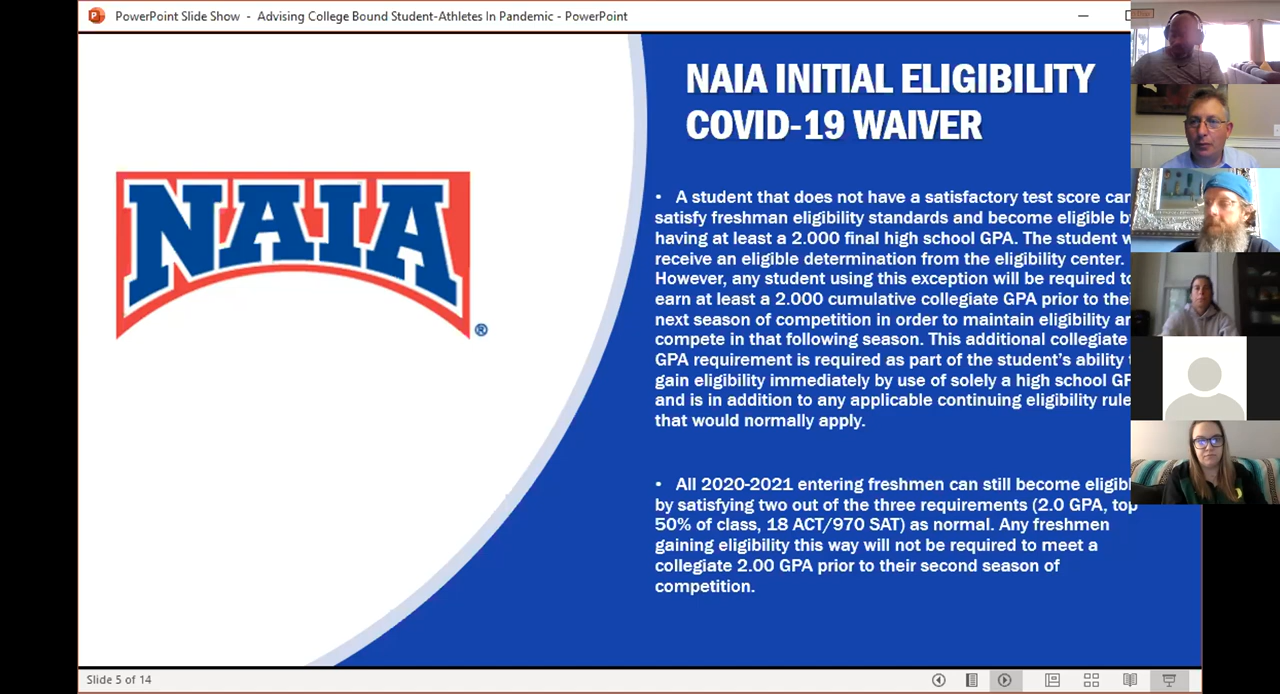 PowerPoint Slide Show - Advising College Bound Student-Athletes In Pandemic - PowerPoint
NAIA INITIAL ELIGIBILITY
COVID-19 WAIVER
NAIA
®
• A student that does not have a satisfactory test score can
satisfy freshman eligibility standards and become eligible by
having at least a 2.000 final high school GPA. The student
receive an eligible determination from the eligibility center.
However, any student using this exception will be required to
earn at least a 2.000 cumulative collegiate GPA prior to their
next season of competition in order to maintain eligibility
compete in that following season. This additional collegiate
GPA requirement is required as part of the student's ability
gain eligibility immediately by use of solely a high school
and is in addition to any applicable continuing eligibility rule
that would normally apply.
• All 2020-2021 entering freshmen can still become eligibl
by satisfying two out of the three requirements (2.0 GPA, top
50% of class, 18 ACT/970 SAT) as normal. Any freshmen
gaining eligibility this way will not be required to meet a
collegiate 2.00 GPA prior to their second season of
competition.
Slide 5 of 14